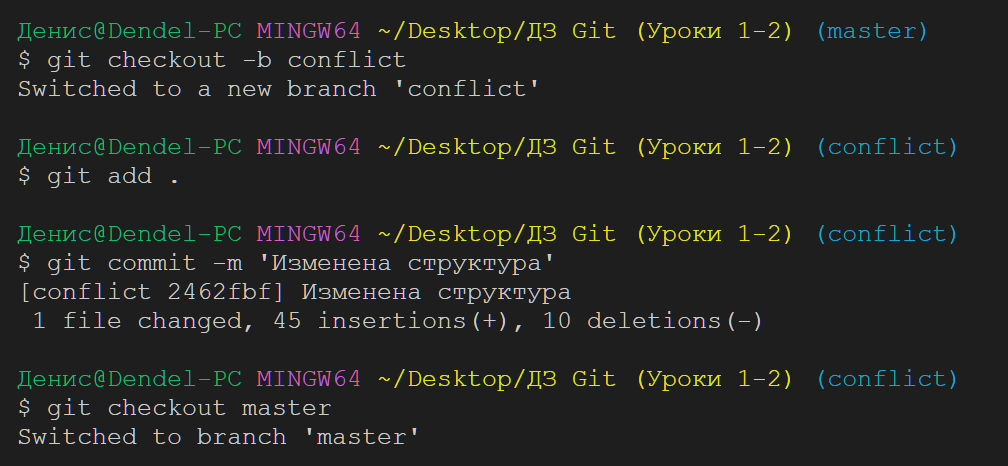 Денис@Dendel-PC MINGW64 ~/Desktop/ДЗ Git (Уроки 1-2) (master)
$ git checkout -b conflict
Switched to a new branch 'conflict'
Денис@Dendel-PC MINGW64 ~/Desktop/ДЗ Git (Уроки 1-2) (conflict)
$ git add .
Денис@Dendel-PC MINGW64 ~/Desktop/ДЗ Git (Уроки 1-2) (conflict)
$ git commit -m 'Изменена структура'
[conflict 2462fbf] Изменена структура
 1 file changed, 45 insertions(+), 10 deletions(-)
Денис@Dendel-PC MINGW64 ~/Desktop/ДЗ Git (Уроки 1-2) (conflict)
$ git checkout master
Switched to branch 'master'